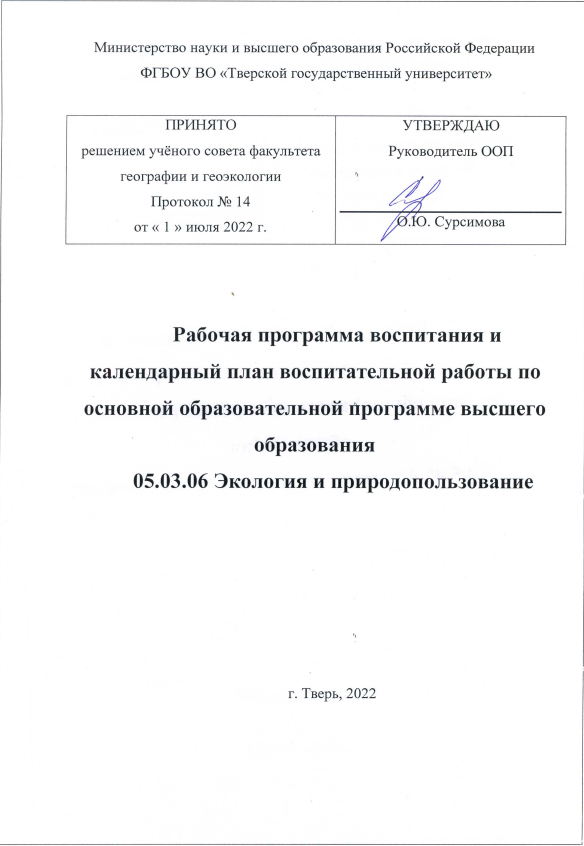 Министерство науки и высшего образования Российской Федерации
ФГБОУ ВО «Тверской государственный университет»
ПРИНЯТО
решением учёного совета факультета
географии и геоэкологии
Протокол № 14
от « 1 » июля 2022 г.
УТВЕРЖДАЮ
Руководитель ООП
О.Ю. Сурсимова
Рабочая программа воспитания и
календарный план воспитательной работы по
основной образовательной программе высшего
образования
05.03.06 Экология и природопользование
г. Тверь, 2022